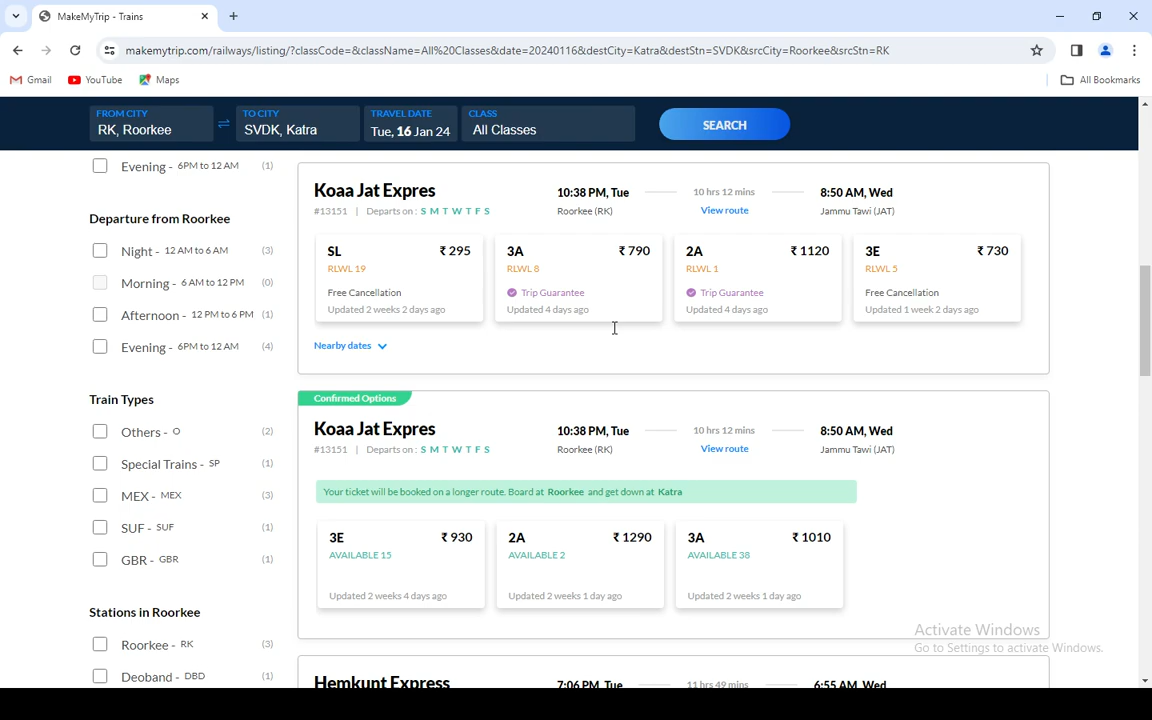 MakeMyTrip - Trains
makemytrip.com/railways/listing/?classCode=&className=All%20Classes&date=20240116&destCity=Katra&destStn=SVDK&srcCity=Roorkee&srcStn=RK
Gmail YouTube Maps All Bookmarks
FROM CITY TO CITY TRAVEL DATE CLASS
RK, Roorkee SVDK, Katra Tue, 16 Jan 24 All Classes SEARCH
Evening - 6PM to 12 AM (1)
Departure from Roorkee
Night - 12 AM to 6 AM (3)
Morning - 6 AM to 12 PM (0)
Afternoon - 12 PM to 6 PM (1)
Evening - 6PM to 12 AM (4)
Train Types
Others - O (2)
Special Trains - SP (1)
MEX - MEX (3)
SUF - SUF (1)
GBR - GBR (1)
Stations in Roorkee
Roorkee - RK (3)
Deoband - DBD (1)
Koaa Jat Expres 10:38 PM, Tue 10 hrs 12 mins 8:50 AM, Wed
#13151 | Departs on : S M T W T F S Roorkee (RK) View route Jammu Tawi (JAT)
SL ₹ 295 3A ₹ 790 2A ₹ 1120 3E ₹ 730
RLWL 19 RLWL 8 RLWL 1 RLWL 5
Free Cancellation Trip Guarantee Trip Guarantee Free Cancellation
Updated 2 weeks 2 days ago Updated 4 days ago Updated 4 days ago Updated 1 week 2 days ago
Nearby dates
Confirmed Options
Koaa Jat Expres 10:38 PM, Tue 10 hrs 12 mins 8:50 AM, Wed
#13151 | Departs on : S M T W T F S Roorkee (RK) View route Jammu Tawi (JAT)
Your ticket will be booked on a longer route. Board at Roorkee and get down at Katra
3E ₹ 930 2A ₹ 1290 3A ₹ 1010
AVAILABLE 15 AVAILABLE 2 AVAILABLE 38
Updated 2 weeks 4 days ago Updated 2 weeks 1 day ago Updated 2 weeks 1 day ago
Activate Windows
Go to Settings to activate Windows.
Hemkunt Express 7:06 PM, Tue 11 hrs 49 mins 6:55 AM, Wed